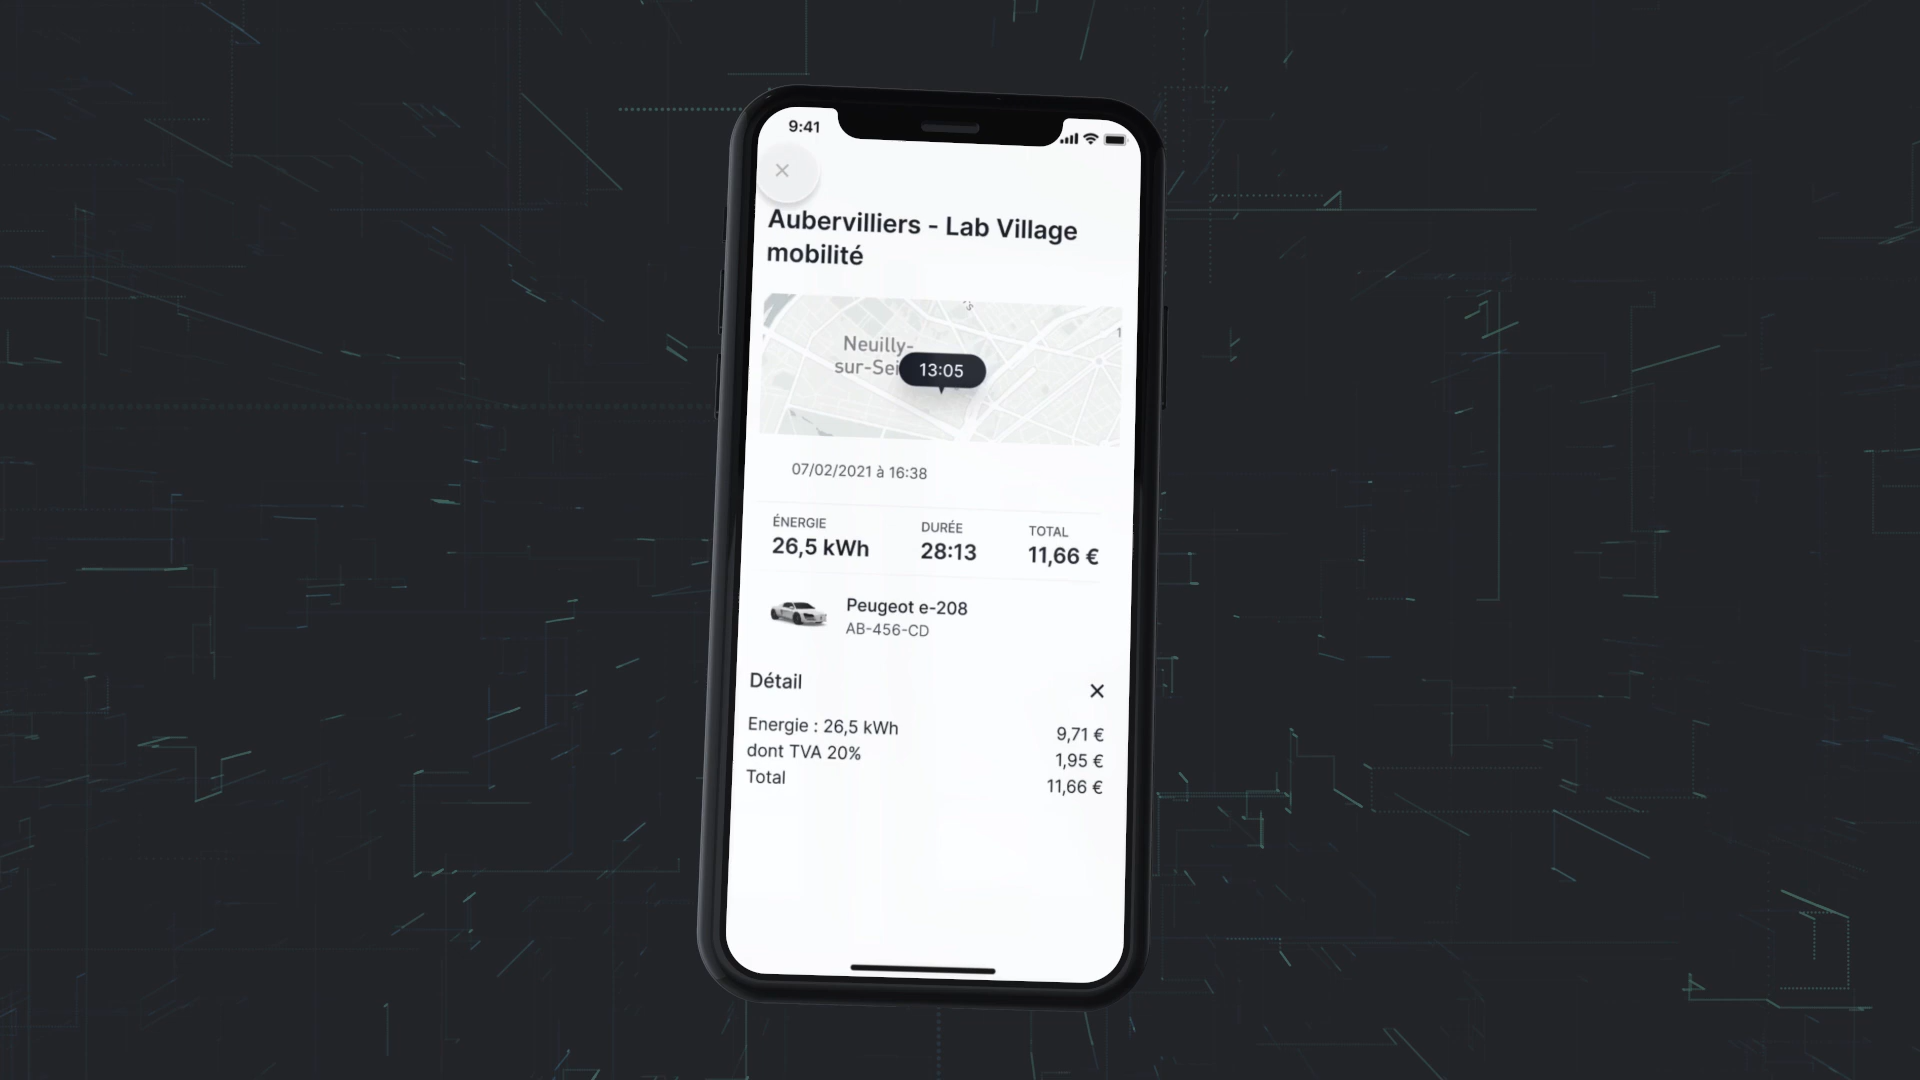 9:41
Aubervilliers - Lab Village
mobilité
Neuilly-
sur-Sei
13:05
1
07/02/2021 à 16:38
ÉNERGIE DURÉE TOTAL
26,5 kWh 28:13 11,66 €
Peugeot e-208
AB-456-CD
Détail
Energie : 26,5 kWh 9,71 €
dont TVA 20% 1,95 €
Total 11,66 €